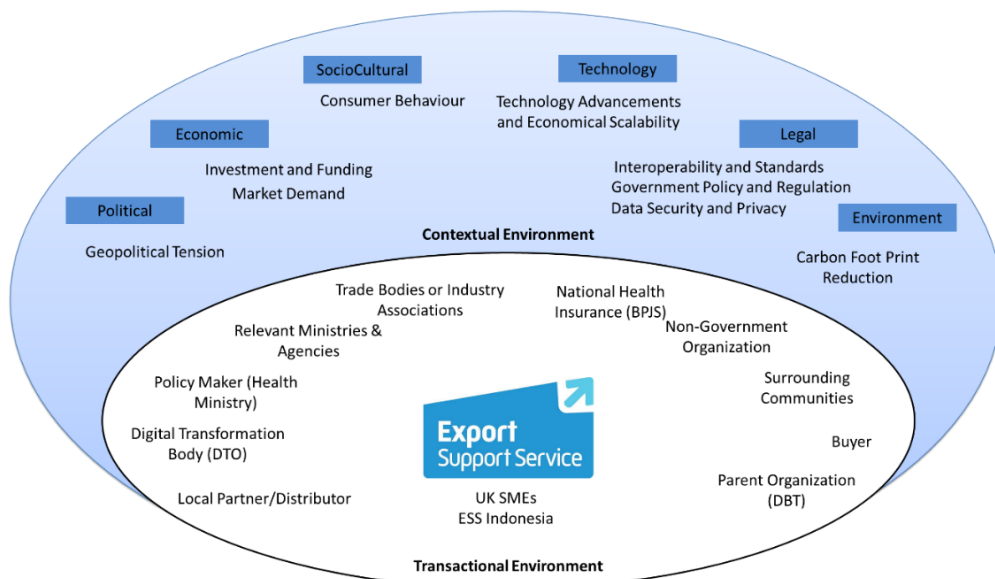 SocioCultural
Consumer Behaviour
Technology
Technology Advancements
and Economical Scalability
Economic
Investment and Funding
Market Demand
Legal
Interoperability and Standards
Government Policy and Regulation
Data Security and Privacy
Political
Geopolitical Tension
Environment
Carbon Foot Print
Reduction
Contextual Environment
Trade Bodies or Industry
Associations
National Health
Insurance (BPJS)
Relevant Ministries &
Agencies
Non-Government
Organization
Policy Maker (Health
Ministry)
Surrounding
Communities
Digital Transformation
Body (DTO)
Buyer
Local Partner/Distributor
Parent Organization
(DBT)
Export
Support Service
UK SMEs
ESS Indonesia
Transactional Environment